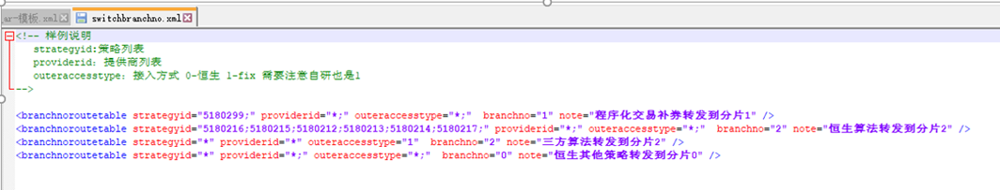 ar-模板.xml switchbranchno.xml
<!-- 样例说明
strategyid:策略列表
providerid: 提供商列表
outeraccesstype: 接入方式 0-恒生 1-fix 需要注意自研也是1
-->
<branchnoroutetable strategyid="5180299;" providerid="*;" outeraccesstype="*;" branchno="1" note="程序化交易补券转发到分片1" />
<branchnoroutetable strategyid="5180216;5180215;5180212;5180213;5180214;5180217;" providerid="*;" outeraccesstype="*;" branchno="2" note="恒生算法转发到分片2" />
<branchnoroutetable strategyid="*" providerid="*" outeraccesstype="1" branchno="2" note="三方算法转发到分片2" />
<branchnoroutetable strategyid="*" providerid="*;" outeraccesstype="*;" branchno="0" note="恒生其他策略转发到分片0" />